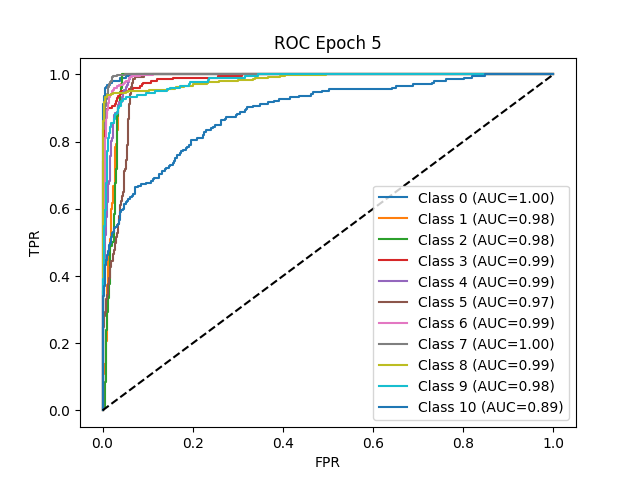 ROC Epoch 5
TPR
1.0
0.8
0.6
0.4
0.2
0.0
Class 0 (AUC=1.00)
Class 1 (AUC=0.98)
Class 2 (AUC=0.98)
Class 3 (AUC=0.99)
Class 4 (AUC=0.99)
Class 5 (AUC=0.97)
Class 6 (AUC=0.99)
Class 7 (AUC=1.00)
Class 8 (AUC=0.99)
Class 9 (AUC=0.98)
Class 10 (AUC=0.89)
0.0 0.2 0.4 0.6 0.8 1.0
FPR